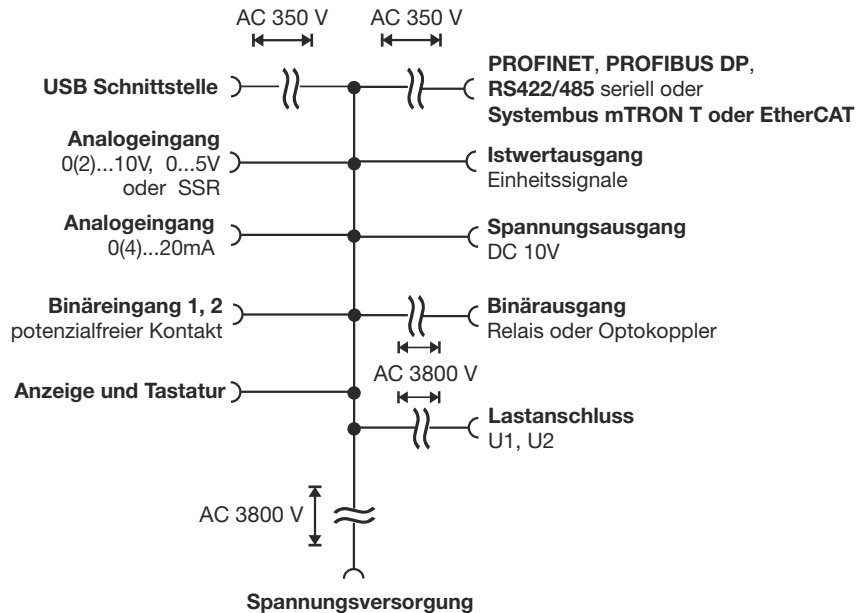 AC 350 V
AC 350 V
USB Schnittstelle
PROFINET, PROFIBUS DP,
RS422/485 seriell oder
Systembus mTRON T oder EtherCAT
Analogeingang
0(2)...10V, 0...5V
oder SSR
Istwertausgang
Einheitssignale
Analogeingang
0(4)...20mA
Spannungsausgang
DC 10V
Binäreingang 1, 2
potenzialfreier Kontakt
Binärausgang
Relais oder Optokoppler
AC 3800 V
Anzeige und Tastatur
Lastanschluss
U1, U2
AC 3800 V
Spannungsversorgung